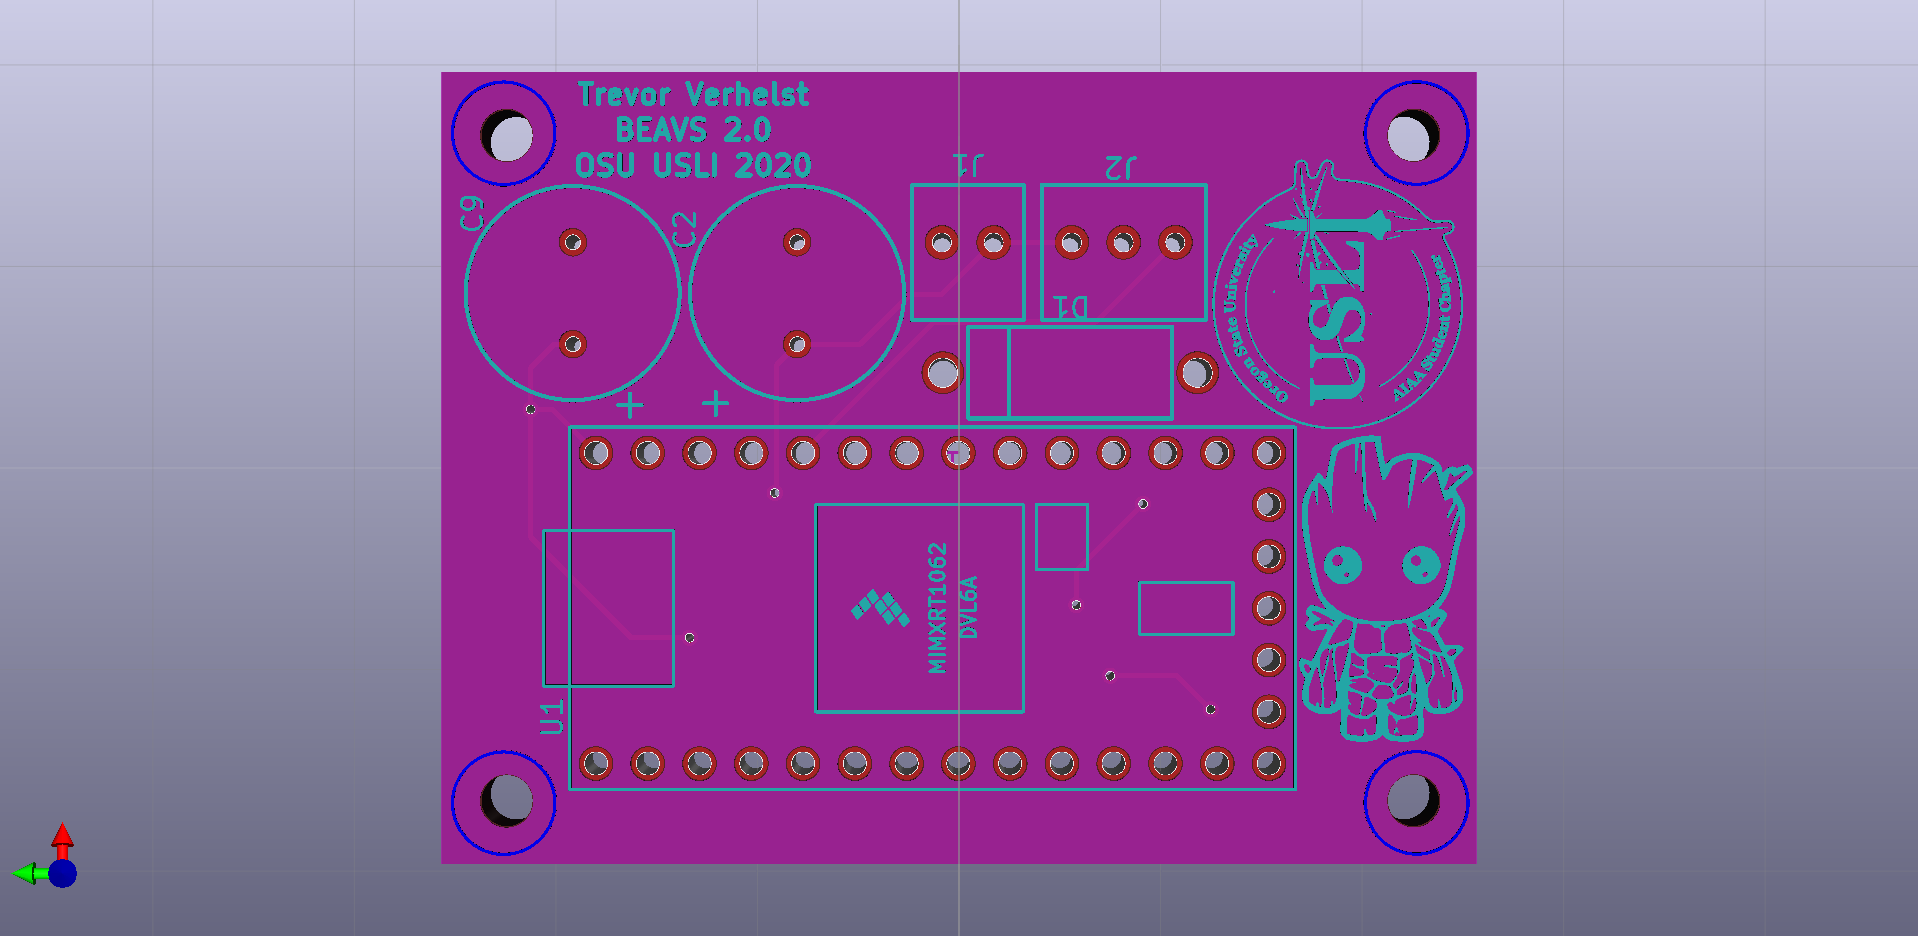 Trevor Verhelst
BEAVS 2.0
OSU USLI 2020
J1
J2
C9
C2
D1
Oregon State University
USLI
AIAA Student Chapter
+
+
T
MIMXRT1062
DVL6A
U1